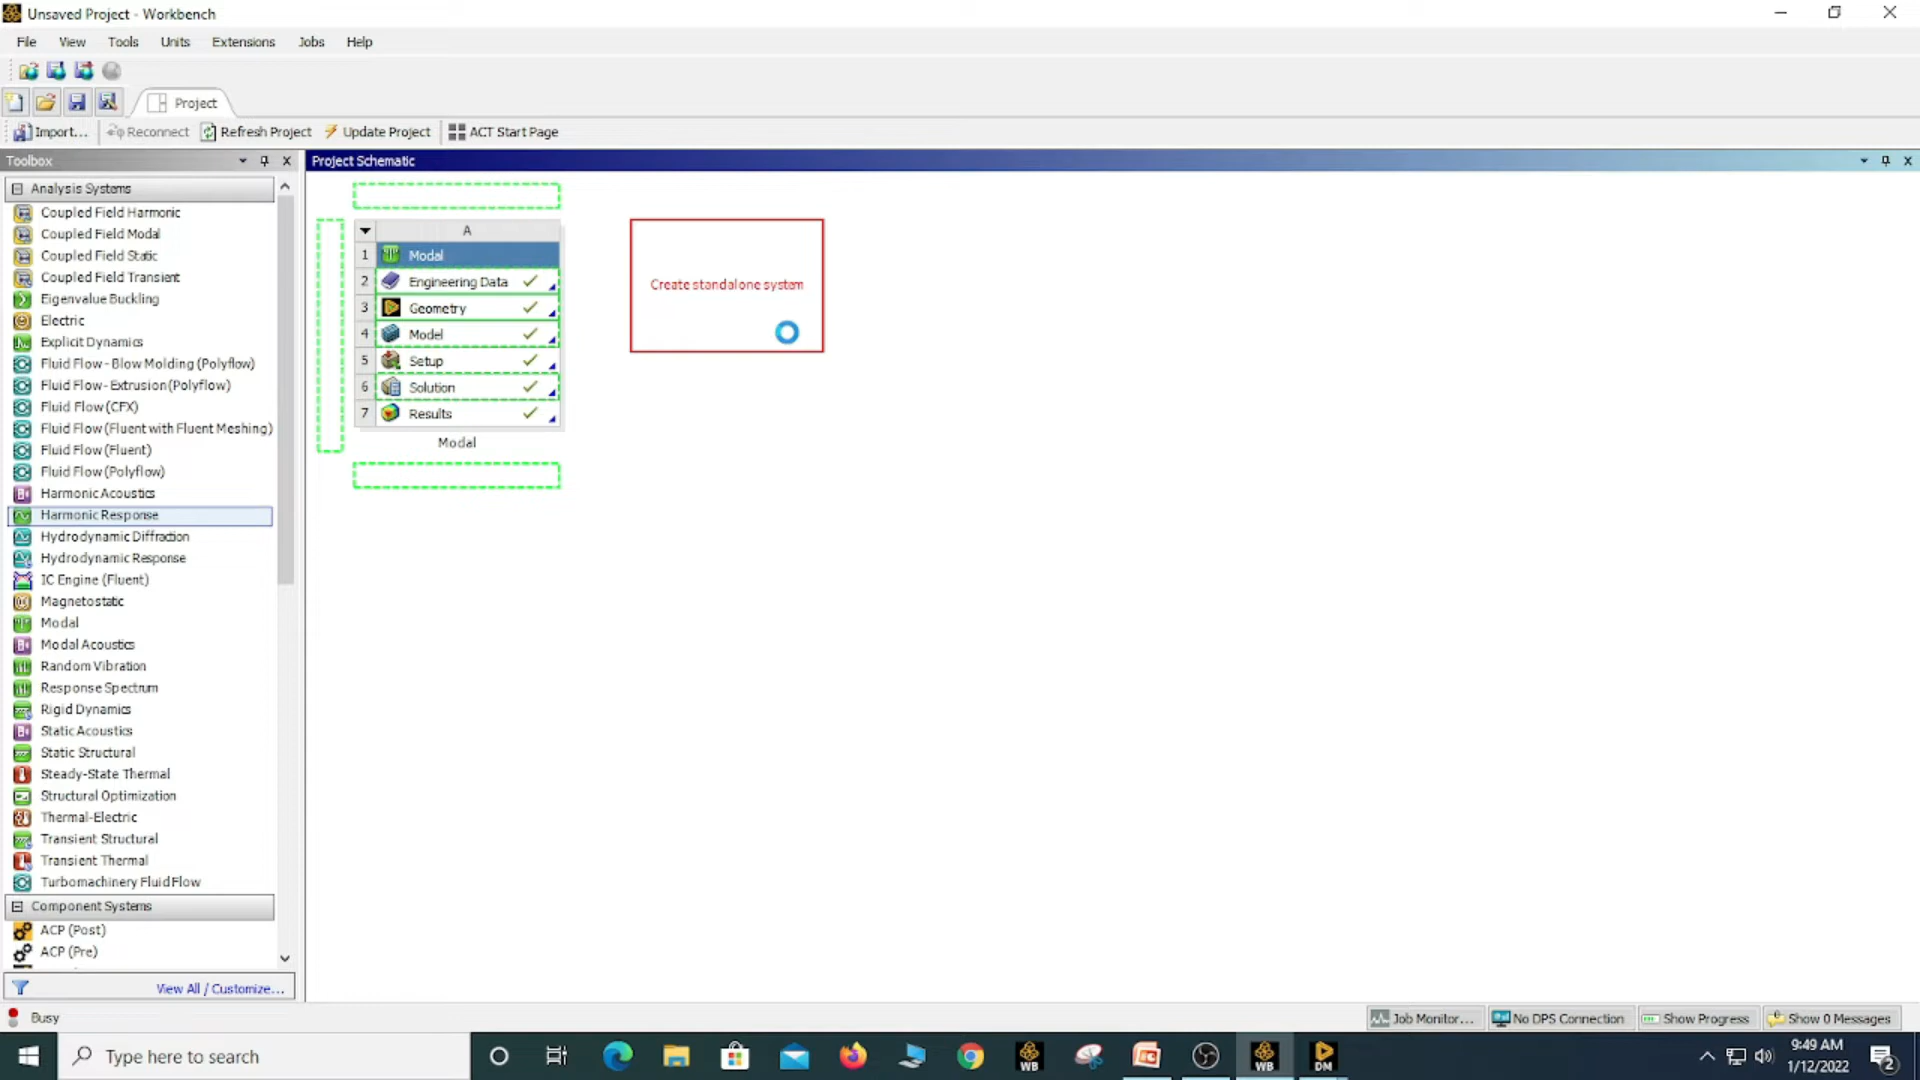 Unsaved Project - Workbench
File View Tools Units Extensions Jobs Help
Project
Import... Reconnect Refresh Project Update Project ACT Start Page
Toolbox
Analysis Systems
Coupled Field Harmonic
Coupled Field Modal
Coupled Field Static
Coupled Field Transient
Eigenvalue Buckling
Electric
Explicit Dynamics
Fluid Flow - Blow Molding (Polyflow)
Fluid Flow - Extrusion (Polyflow)
Fluid Flow (CFX)
Fluid Flow (Fluent with Fluent Meshing)
Fluid Flow (Fluent)
Fluid Flow (Polyflow)
Harmonic Acoustics
Harmonic Response
Hydrodynamic Diffraction
Hydrodynamic Response
IC Engine (Fluent)
Magnetostatic
Modal
Modal Acoustics
Random Vibration
Response Spectrum
Rigid Dynamics
Static Acoustics
Static Structural
Steady-State Thermal
Structural Optimization
Thermal-Electric
Transient Structural
Transient Thermal
Turbomachinery Fluid Flow
Component Systems
ACP (Post)
ACP (Pre)
View All / Customize...
Project Schematic
A
1 Modal
2 Engineering Data
3 Geometry
4 Model
5 Setup
6 Solution
7 Results
Modal
Create standalone system
Busy
Job Monitor... No DPS Connection Show Progress Show 0 Messages
Type here to search
WB WB DM
9:49 AM
1/12/2022
2